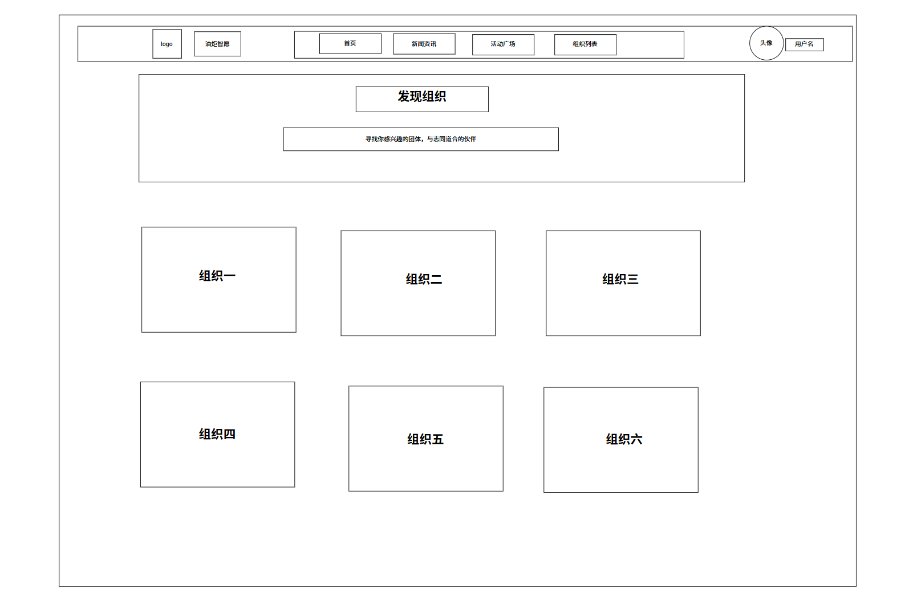 logo
油炬智愿
首页
新闻资讯
活动广场
组织列表
头像
用户名
发现组织
寻找你感兴趣的团体，与志同道合的伙伴
组织一
组织二
组织三
组织四
组织五
组织六